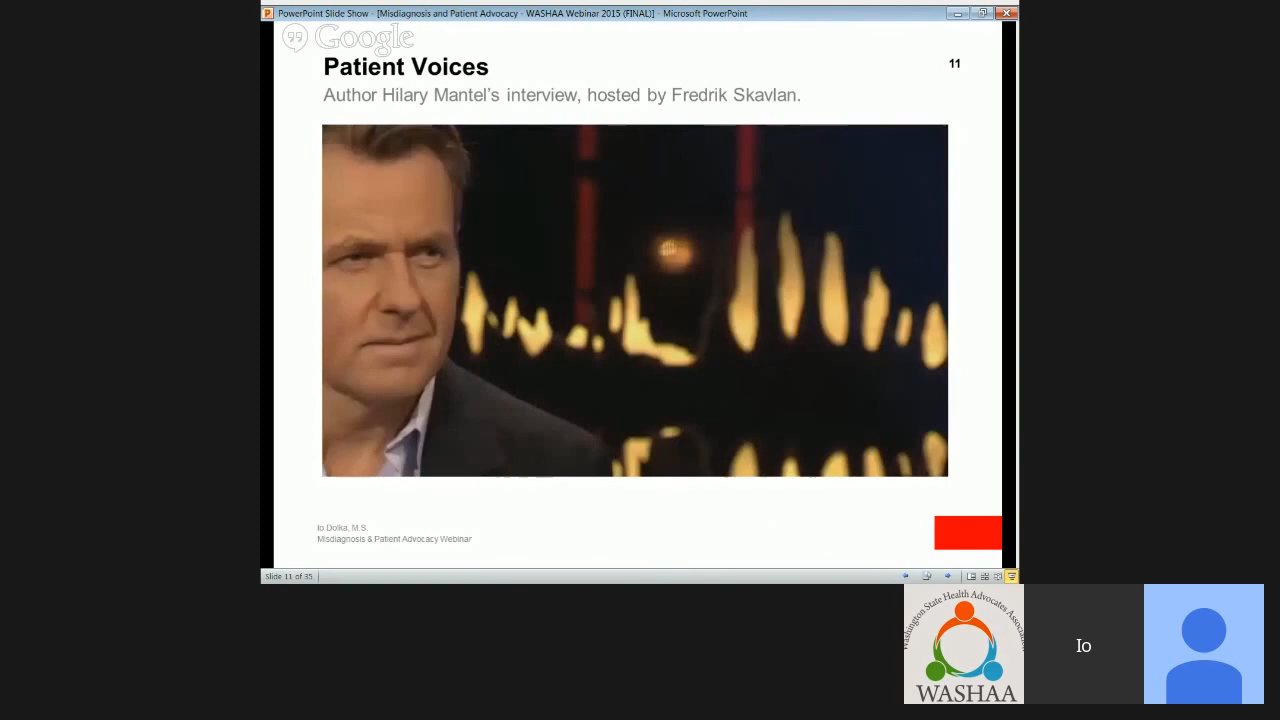 PowerPoint Slide Show - [Misdiagnosis and Patient Advocacy - WASHAA Webinar 2015 (FINAL)] - Microsoft PowerPoint
Google
Patient Voices
11
Author Hilary Mantel's interview, hosted by Fredrik Skavlan.
Io Dolka, M.S.
Misdiagnosis & Patient Advocacy Webinar
Slide 11 of 35
Washington State Health Advocates Association
WASHAA
Io